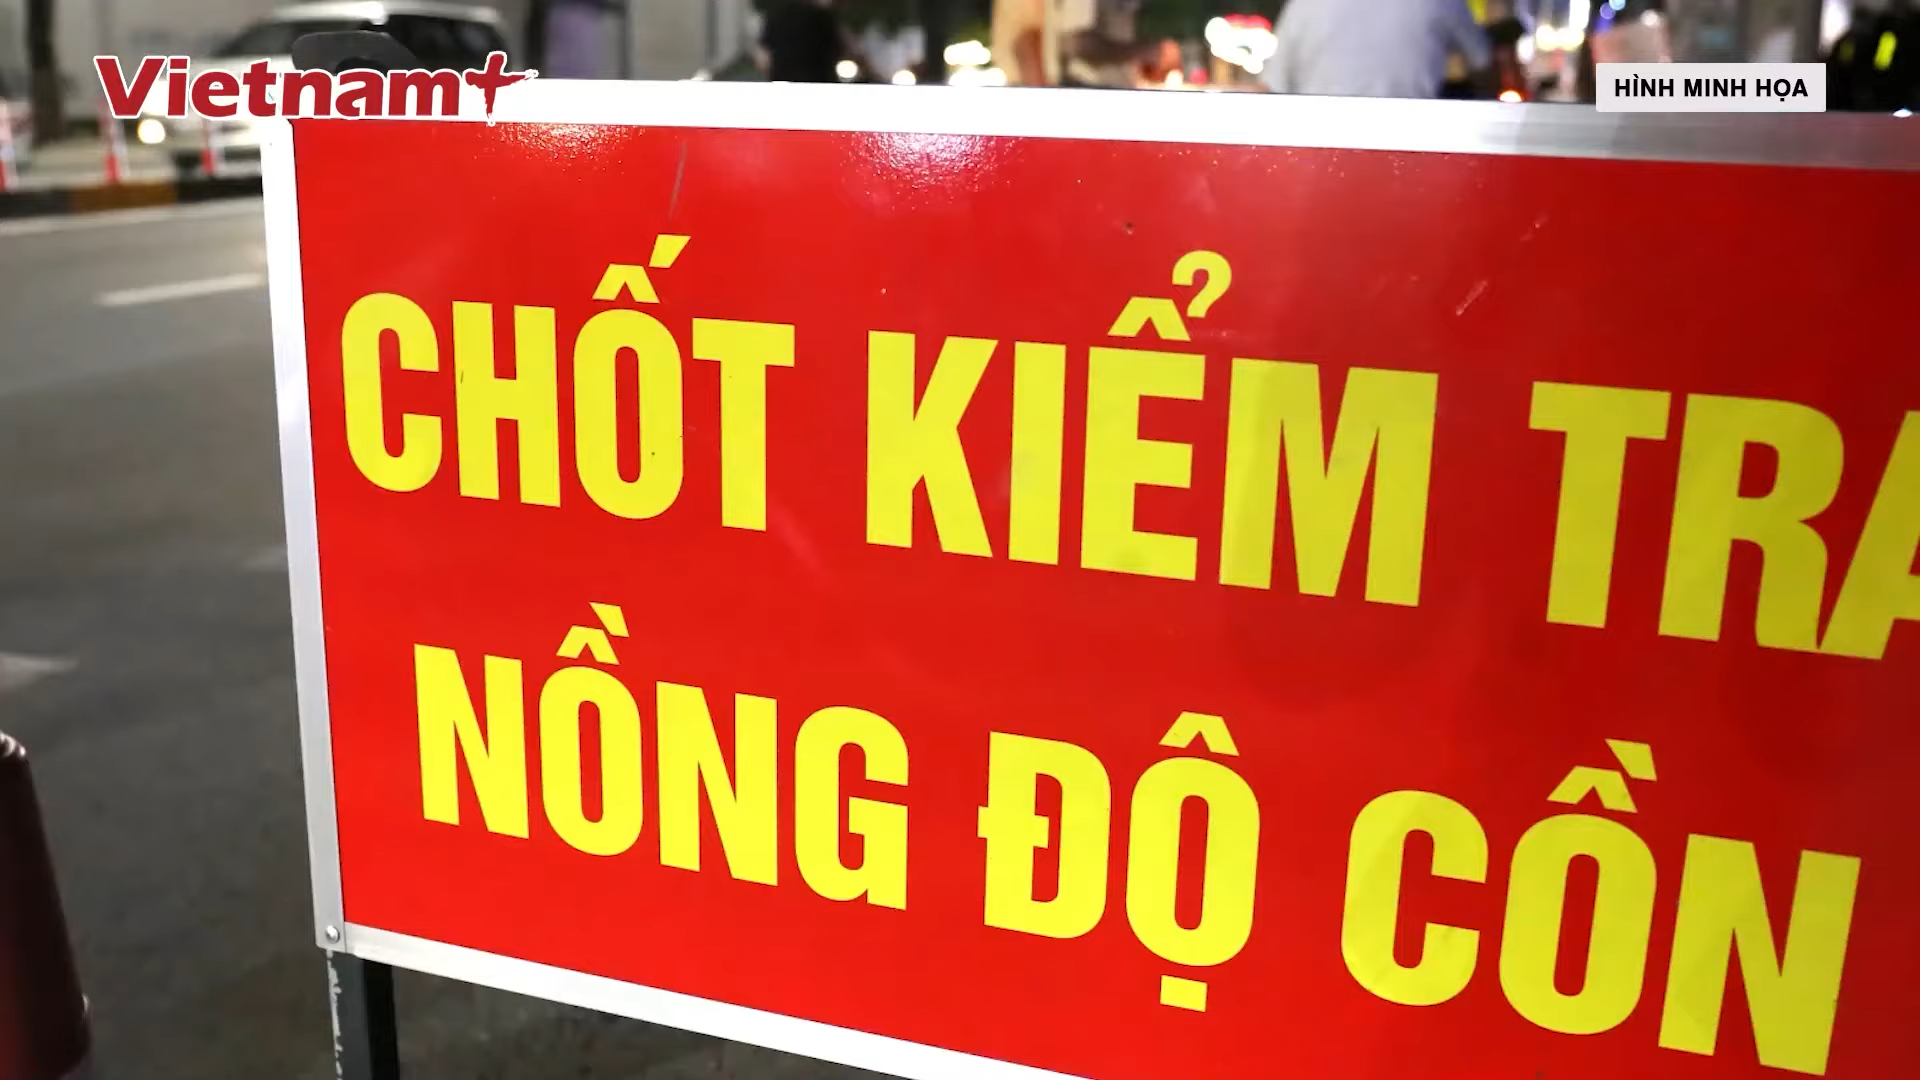 Vietnam+
HÌNH MINH HỌA
CHỐT KIỂM TRA
NỒNG ĐỘ CỒN